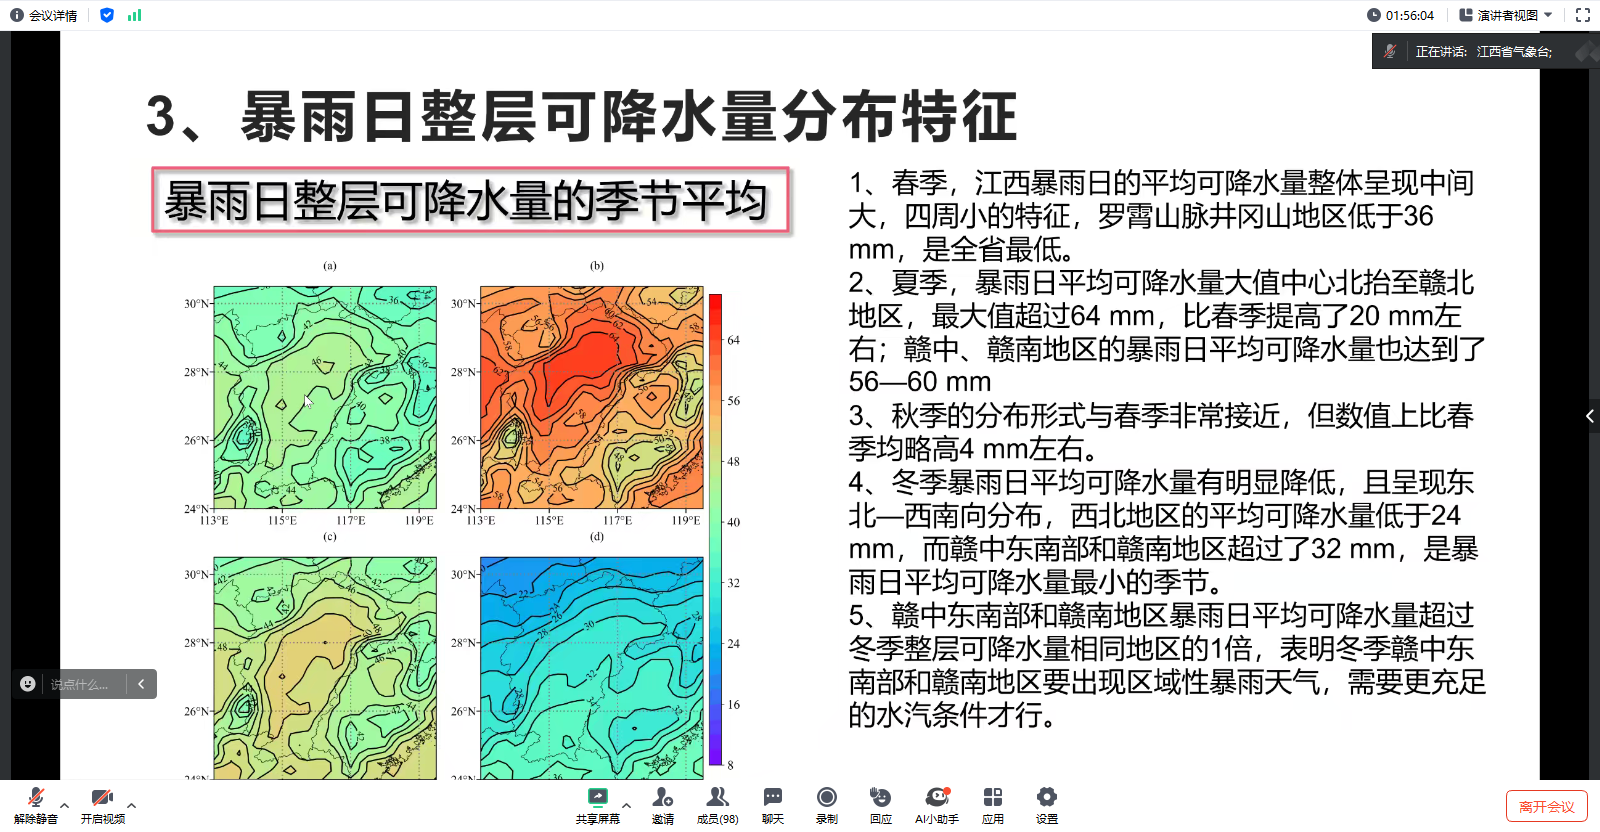 会议详情
01:56:04
演讲者视图
正在讲话: 江西省气象台;
3、暴雨日整层可降水量分布特征
暴雨日整层可降水量的季节平均
1、春季，江西暴雨日的平均可降水量整体呈现中间
大，四周小的特征，罗霄山脉井冈山地区低于36
mm，是全省最低。
2、夏季，暴雨日平均可降水量大值中心北抬至赣北
地区，最大值超过64 mm，比春季提高了20 mm左
右；赣中、赣南地区的暴雨日平均可降水量也达到了
56—60 mm
3、秋季的分布形式与春季非常接近，但数值上比春
季均略高4 mm左右。
4、冬季暴雨日平均可降水量有明显降低，且呈现东
北—西南向分布，西北地区的平均可降水量低于24
mm，而赣中东南部和赣南地区超过了32 mm，是暴
雨日平均可降水量最小的季节。
5、赣中东南部和赣南地区暴雨日平均可降水量超过
冬季整层可降水量相同地区的1倍，表明冬季赣中东
南部和赣南地区要出现区域性暴雨天气，需要更充足
的水汽条件才行。
(a)
(b)
30°N
28°N
26°N
24°N
113°E 115°E 117°E 119°E
30°N
28°N
26°N
24°N
113°E 115°E 117°E 119°E
64
56
48
40
32
24
16
8
(c)
(d)
30°N
28°N
26°N
24°N
30°N
28°N
26°N
24°N
说点什么...
解除静音
开启视频
共享屏幕
邀请
成员(98)
聊天
录制
回应
AI小助手
应用
设置
离开会议